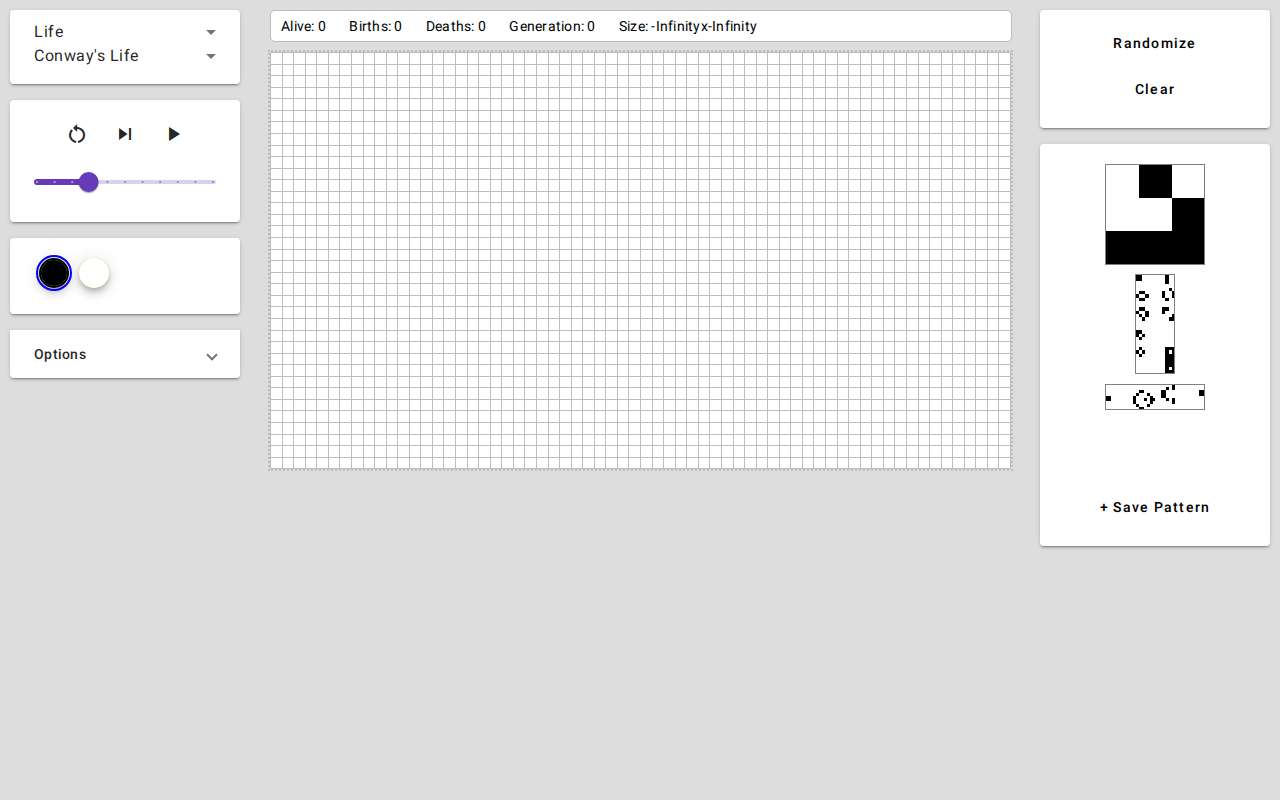 Life
Conway's Life
Options
Alive: 0 Births: 0 Deaths: 0 Generation: 0 Size: -Infinityx-Infinity
Randomize
Clear
+ Save Pattern